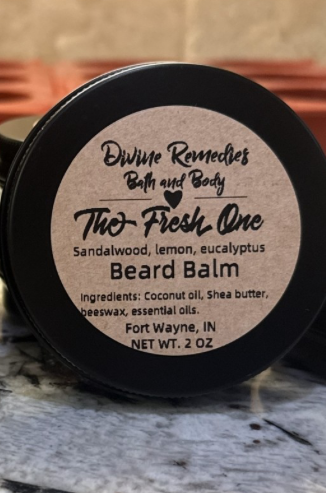 Divine Remedies
Bath and Body
The Fresh One
Sandalwood, lemon, eucalyptus
Beard Balm
Ingredients: Coconut oil, Shea butter,
beeswax, essential oils.
Fort Wayne, IN
NET WT. 2 OZ